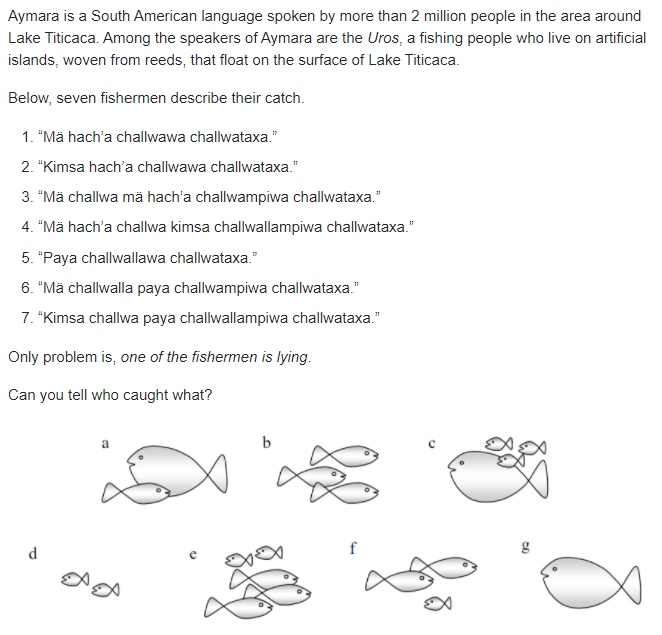 Aymara is a South American language spoken by more than 2 million people in the area around
Lake Titicaca. Among the speakers of Aymara are the Uros, a fishing people who live on artificial
islands, woven from reeds, that float on the surface of Lake Titicaca.
Below, seven fishermen describe their catch.
1. “Mä hach’a challwawa challwataxa.”
2. “Kimsa hach’a challwawa challwataxa.”
3. “Mä challwa mä hach’a challwampiwa challwataxa.”
4. “Mä hach’a challwa kimsa challwallampiwa challwataxa.”
5. “Paya challwallawa challwataxa.”
6. “Mä challwalla paya challwampiwa challwataxa.”
7. “Kimsa challwa paya challwallampiwa challwataxa.”
Only problem is, one of the fishermen is lying.
Can you tell who caught what?
a b c
d e f g